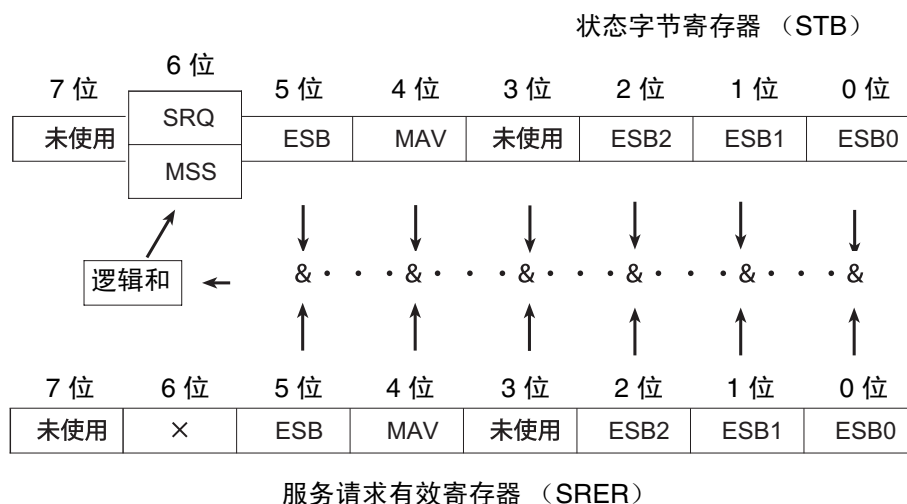 状态字节寄存器 （STB）
7 位 6 位 5 位 4 位 3 位 2 位 1 位 0 位
未使用 SRQ ESB MAV 未使用 ESB2 ESB1 ESB0
MSS
逻辑和 & · · · & · · · & · · · & · · · & · · · &
7 位 6 位 5 位 4 位 3 位 2 位 1 位 0 位
未使用 × ESB MAV 未使用 ESB2 ESB1 ESB0
服务请求有效寄存器 （SRER）